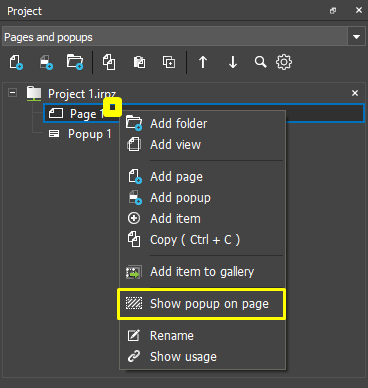 Project
Pages and popups
Project 1.irpz
Page 1
Popup 1
Add folder
Add view
Add page
Add popup
Add item
Copy ( Ctrl + C )
Add item to gallery
Show popup on page
Rename
Show usage